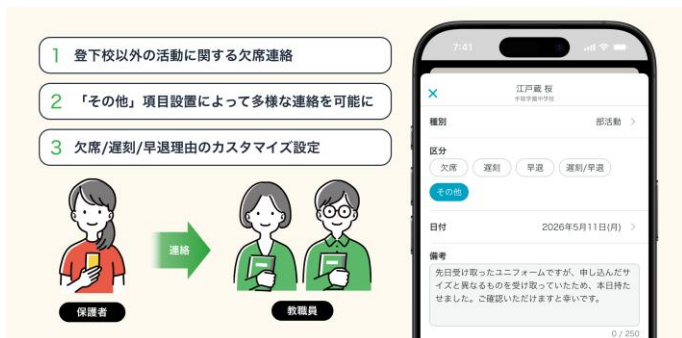 1 登下校以外の活動に関する欠席連絡
2 「その他」項目設置によって多様な連絡を可能に
3 欠席/遅刻/早退理由のカスタマイズ設定
連絡
保護者
教職員
7:41
江戸蔵 桜
種別
部活動
区分
欠席
遅刻
早退
遅刻/早退
その他
日付
2026年5月11日(月)
備考
先日受け取ったユニフォームですが、申し込んだサ
イズと異なるものを受け取っていたため、本日持た
せました。ご確認いただけますと幸いです。
0 / 250